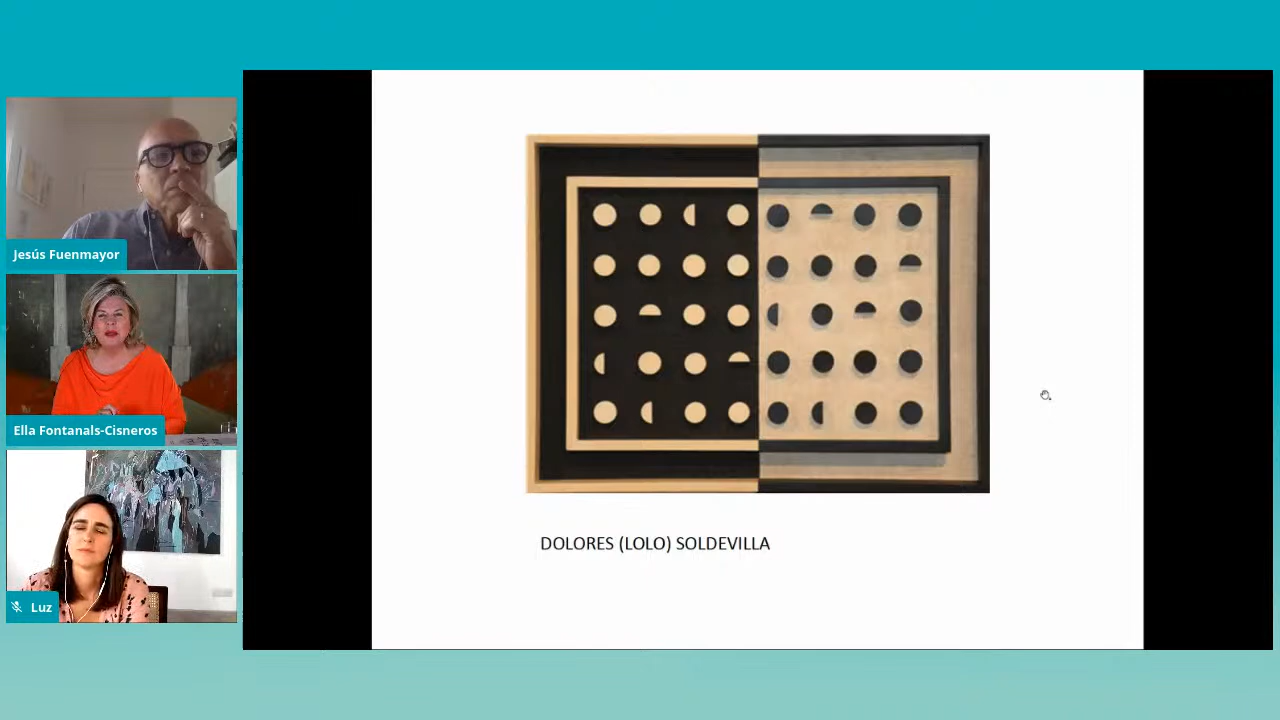 Jesús Fuenmayor
Ella Fontanals-Cisneros
Luz
DOLORES (LOLO) SOLDEVILLA